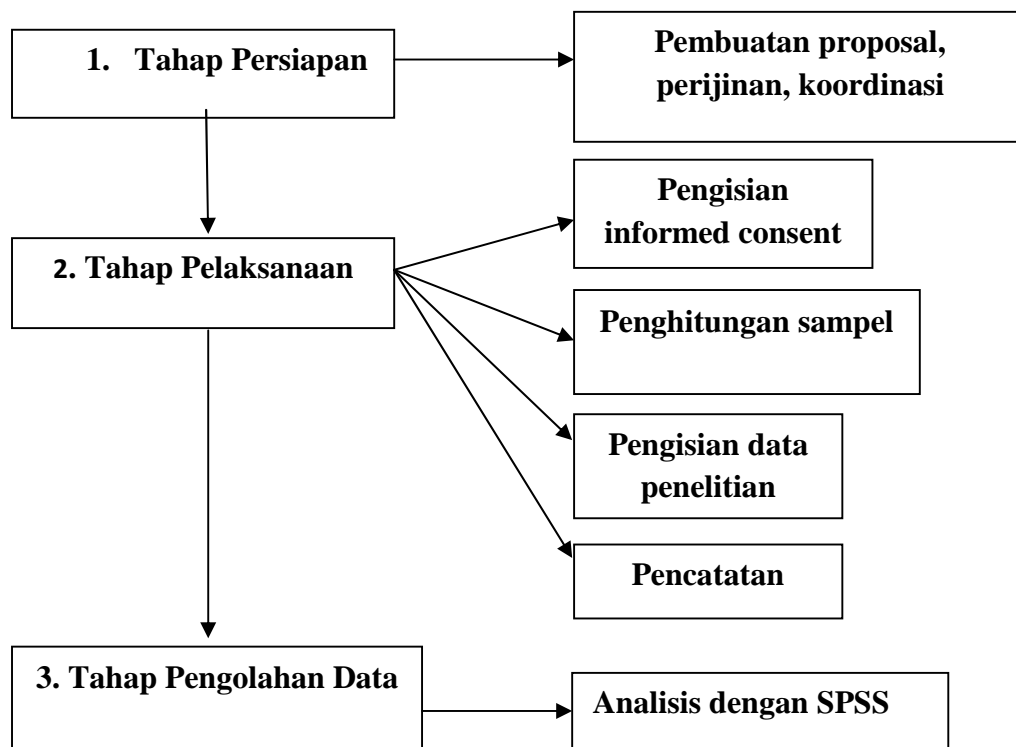 1. Tahap Persiapan
Pembuatan proposal,
perijinan, koordinasi
2. Tahap Pelaksanaan
Pengisian
informed consent
Penghitungan sampel
Pengisian data
penelitian
Pencatatan
3. Tahap Pengolahan Data
Analisis dengan SPSS